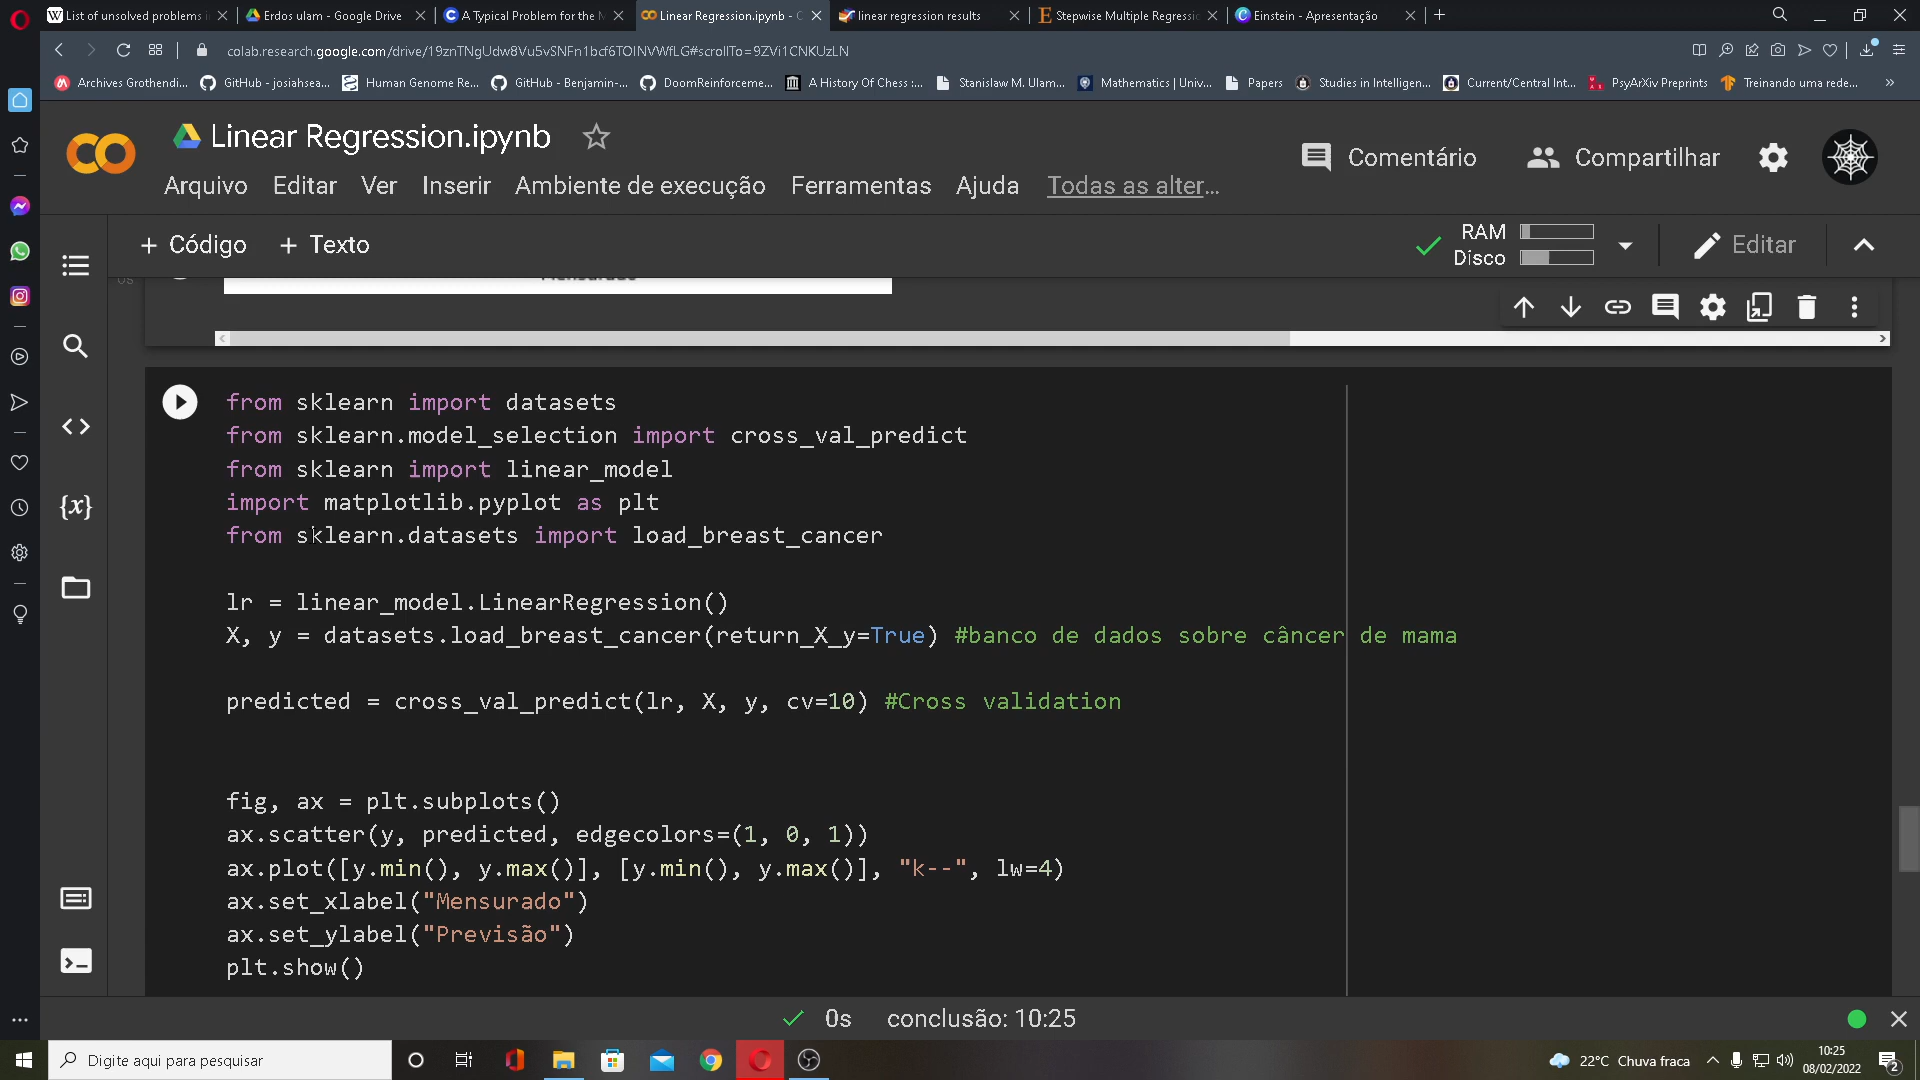 List of unsolved problems i
Erdos ulam - Google Drive
A Typical Problem for the M
Linear Regression.ipynb - C
linear regression results
Stepwise Multiple Regressio
Einstein - Apresentação
colab.research.google.com/drive/19znTNgUdw8Vu5vSNFn1bcf6TOINVWfLG#scrollTo=9ZVi1CNKUzLN
Archives Grothendi...
GitHub - josiahsea...
Human Genome Re...
GitHub - Benjamin-...
DoomReinforceme...
A History Of Chess :...
Stanislaw M. Ulam...
Mathematics | Univ...
Papers
Studies in Intelligen...
Current/Central Int...
PsyArXiv Preprints
Treinando uma rede...
Linear Regression.ipynb
Comentário
Compartilhar
Arquivo Editar Ver Inserir Ambiente de execução Ferramentas Ajuda Todas as alter...
+ Código + Texto
RAM
Disco
Editar
0s
Mensurado
from sklearn import datasets
from sklearn.model_selection import cross_val_predict
from sklearn import linear_model
import matplotlib.pyplot as plt
from sklearn.datasets import load_breast_cancer
lr = linear_model.LinearRegression()
X, y = datasets.load_breast_cancer(return_X_y=True) #banco de dados sobre câncer de mama
predicted = cross_val_predict(lr, X, y, cv=10) #Cross validation
fig, ax = plt.subplots()
ax.scatter(y, predicted, edgecolors=(1, 0, 1))
ax.plot([y.min(), y.max()], [y.min(), y.max()], "k--", lw=4)
ax.set_xlabel("Mensurado")
ax.set_ylabel("Previsão")
plt.show()
0s conclusão: 10:25
Digite aqui para pesquisar
22°C Chuva fraca
10:25
08/02/2022
2